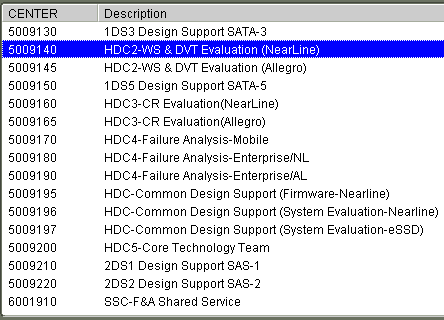 CENTER Description
5009130 1DS3 Design Support SATA-3
5009140 HDC2-WS & DVT Evaluation (NearLine)
5009145 HDC2-WS & DVT Evaluation (Allegro)
5009150 1DS5 Design Support SATA-5
5009160 HDC3-CR Evaluation(NearLine)
5009165 HDC3-CR Evaluation(Allegro)
5009170 HDC4-Failure Analysis-Mobile
5009180 HDC4-Failure Analysis-Enterprise/NL
5009190 HDC4-Failure Analysis-Enterprise/AL
5009195 HDC-Common Design Support (Firmware-Nearline)
5009196 HDC-Common Design Support (System Evaluation-Nearline)
5009197 HDC-Common Design Support (System Evaluation-eSSD)
5009200 HDC5-Core Technology Team
5009210 2DS1 Design Support SAS-1
5009220 2DS2 Design Support SAS-2
6001910 SSC-F&A Shared Service